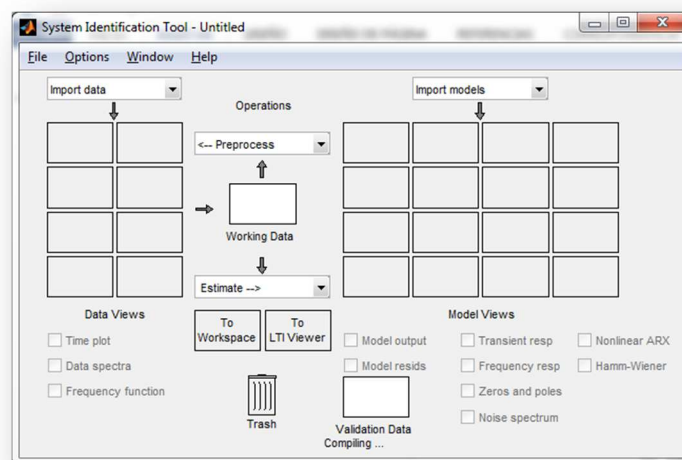 System Identification Tool - Untitled
File Options Window Help
Import data
Operations
Import models
<-- Preprocess
Working Data
Estimate -->
Data Views
To Workspace
To LTI Viewer
Model Views
Time plot
Data spectra
Frequency function
Model output
Model resids
Transient resp
Frequency resp
Zeros and poles
Noise spectrum
Nonlinear ARX
Hamm-Wiener
Trash
Validation Data
Compiling ...